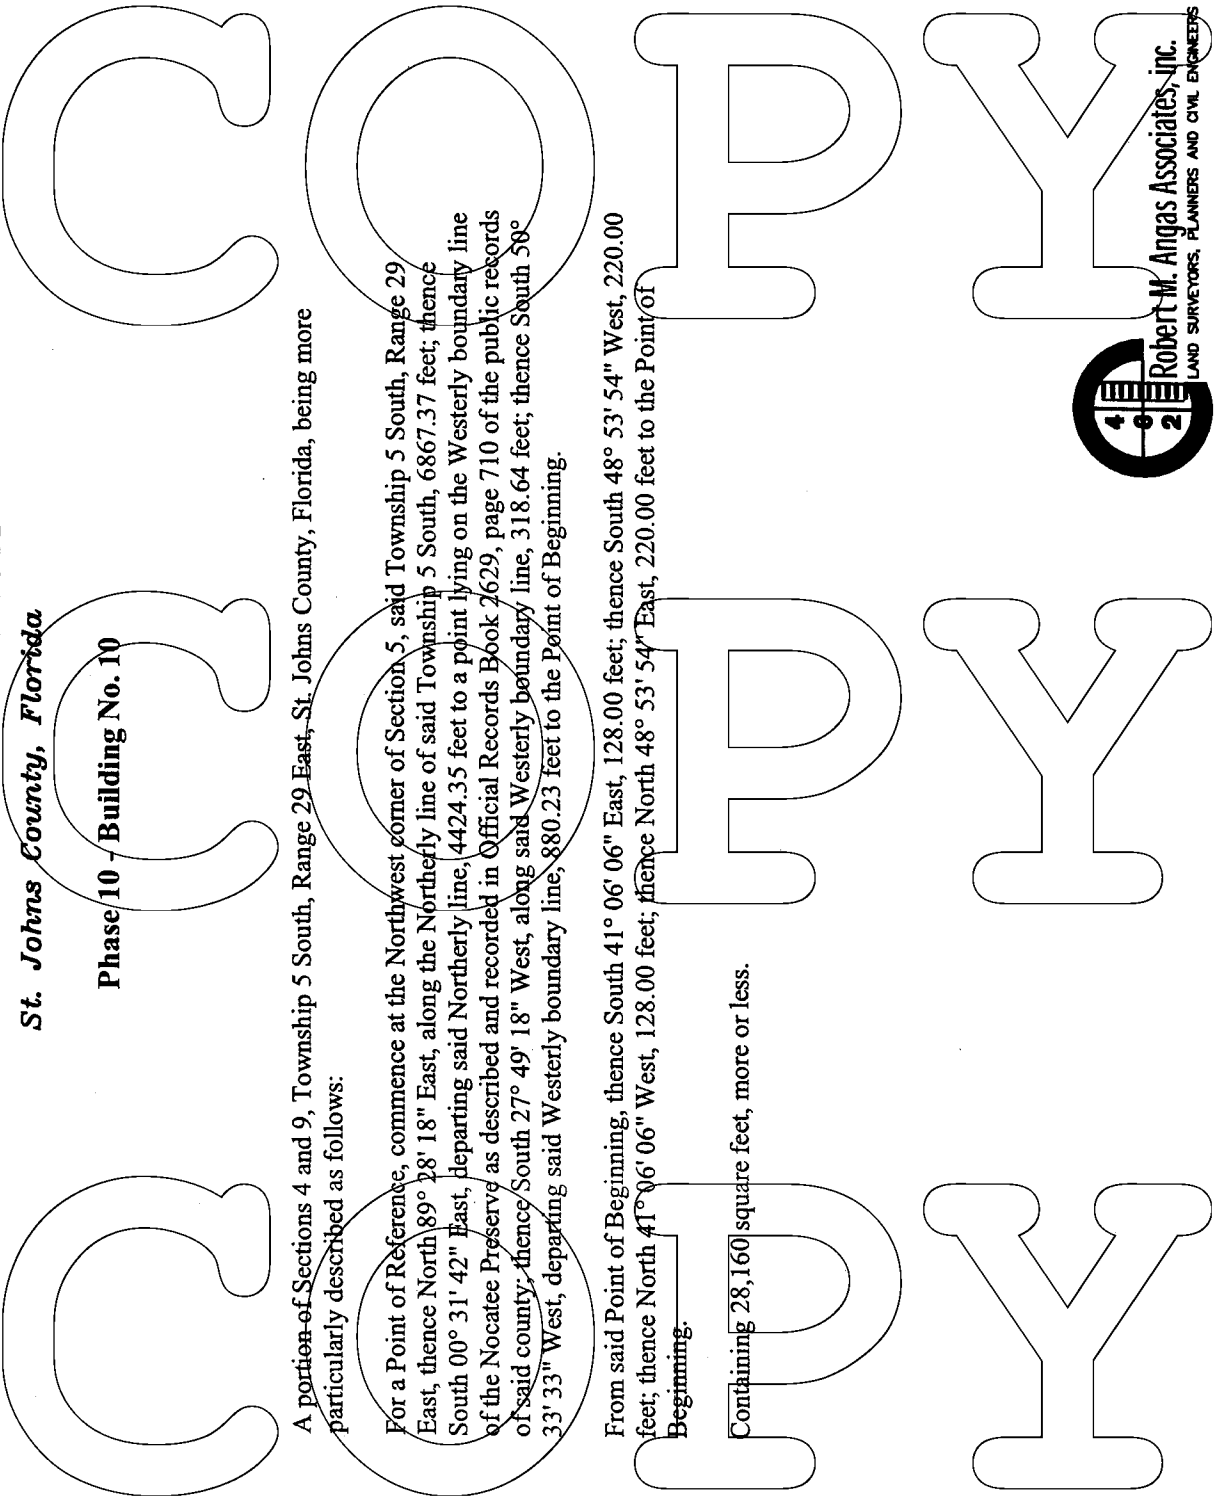 St. Johns County, Florida
Phase 10 - Building No. 10
A portion of Sections 4 and 9, Township 5 South, Range 29 East, St. Johns County, Florida, being more
particularly described as follows:
For a Point of Reference, commence at the Northwest corner of Section 5, said Township 5 South, Range 29
East, thence North 89° 28' 18" East, along the Northerly line of said Township 5 South, 6867.37 feet; thence
South 00° 31' 42" East, departing said Northerly line, 4424.35 feet to a point lying on the Westerly boundary line
of the Nocatee Preserve as described and recorded in Official Records Book 2629, page 710 of the public records
of said county; thence South 27° 49' 18" West, along said Westerly boundary line, 318.64 feet; thence South 50°
33' 33" West, departing said Westerly boundary line, 880.23 feet to the Point of Beginning.
From said Point of Beginning, thence South 41° 06' 06" East, 128.00 feet; thence South 48° 53' 54" West, 220.00
feet; thence North 41° 06' 06" West, 128.00 feet; thence North 48° 53' 54" East, 220.00 feet to the Point of
Beginning.
Containing 28,160 square feet, more or less.
4
8
2
Robert M. Angas Associates, inc.
LAND SURVEYORS, PLANNERS AND CIVIL ENGINEERS
COPY
COPY
COPY